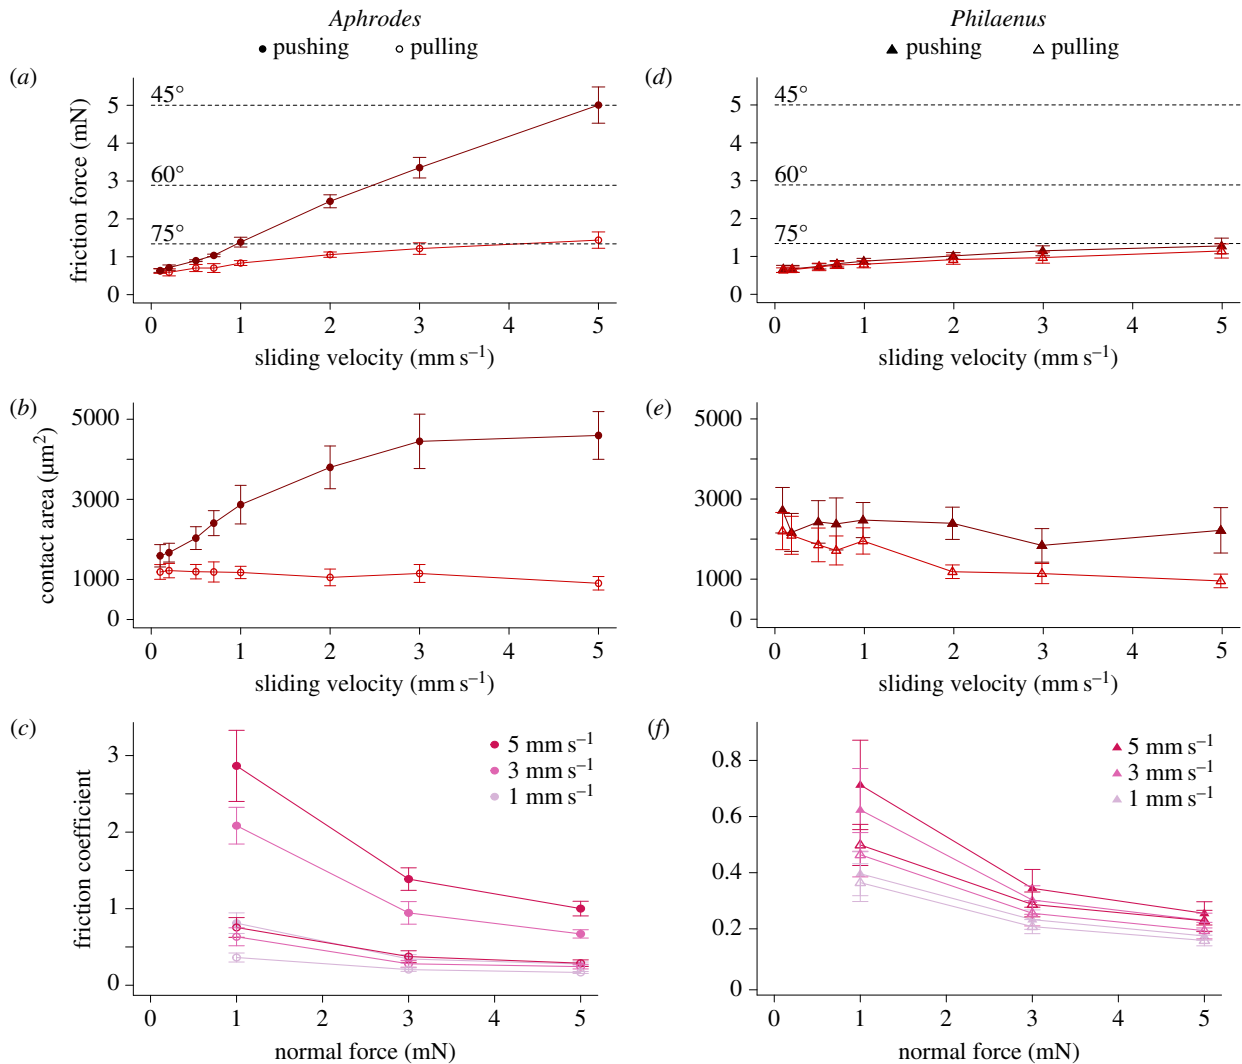 Aphrodes
pushing pulling
Philaenus
pushing pulling
(a)
friction force (mN)
5
4
3
2
1
0
45°
60°
75°
0 1 2 3 4 5
sliding velocity (mm s⁻¹)
(d)
5
4
3
2
1
0
45°
60°
75°
0 1 2 3 4 5
sliding velocity (mm s⁻¹)
(b)
contact area (µm²)
5000
3000
1000
0
0 1 2 3 4 5
sliding velocity (mm s⁻¹)
(e)
5000
3000
1000
0
0 1 2 3 4 5
sliding velocity (mm s⁻¹)
(c)
friction coefficient
3
2
1
0
5 mm s⁻¹
3 mm s⁻¹
1 mm s⁻¹
0 1 2 3 4 5
normal force (mN)
(f)
0.8
0.6
0.4
0.2
0
5 mm s⁻¹
3 mm s⁻¹
1 mm s⁻¹
0 1 2 3 4 5
normal force (mN)